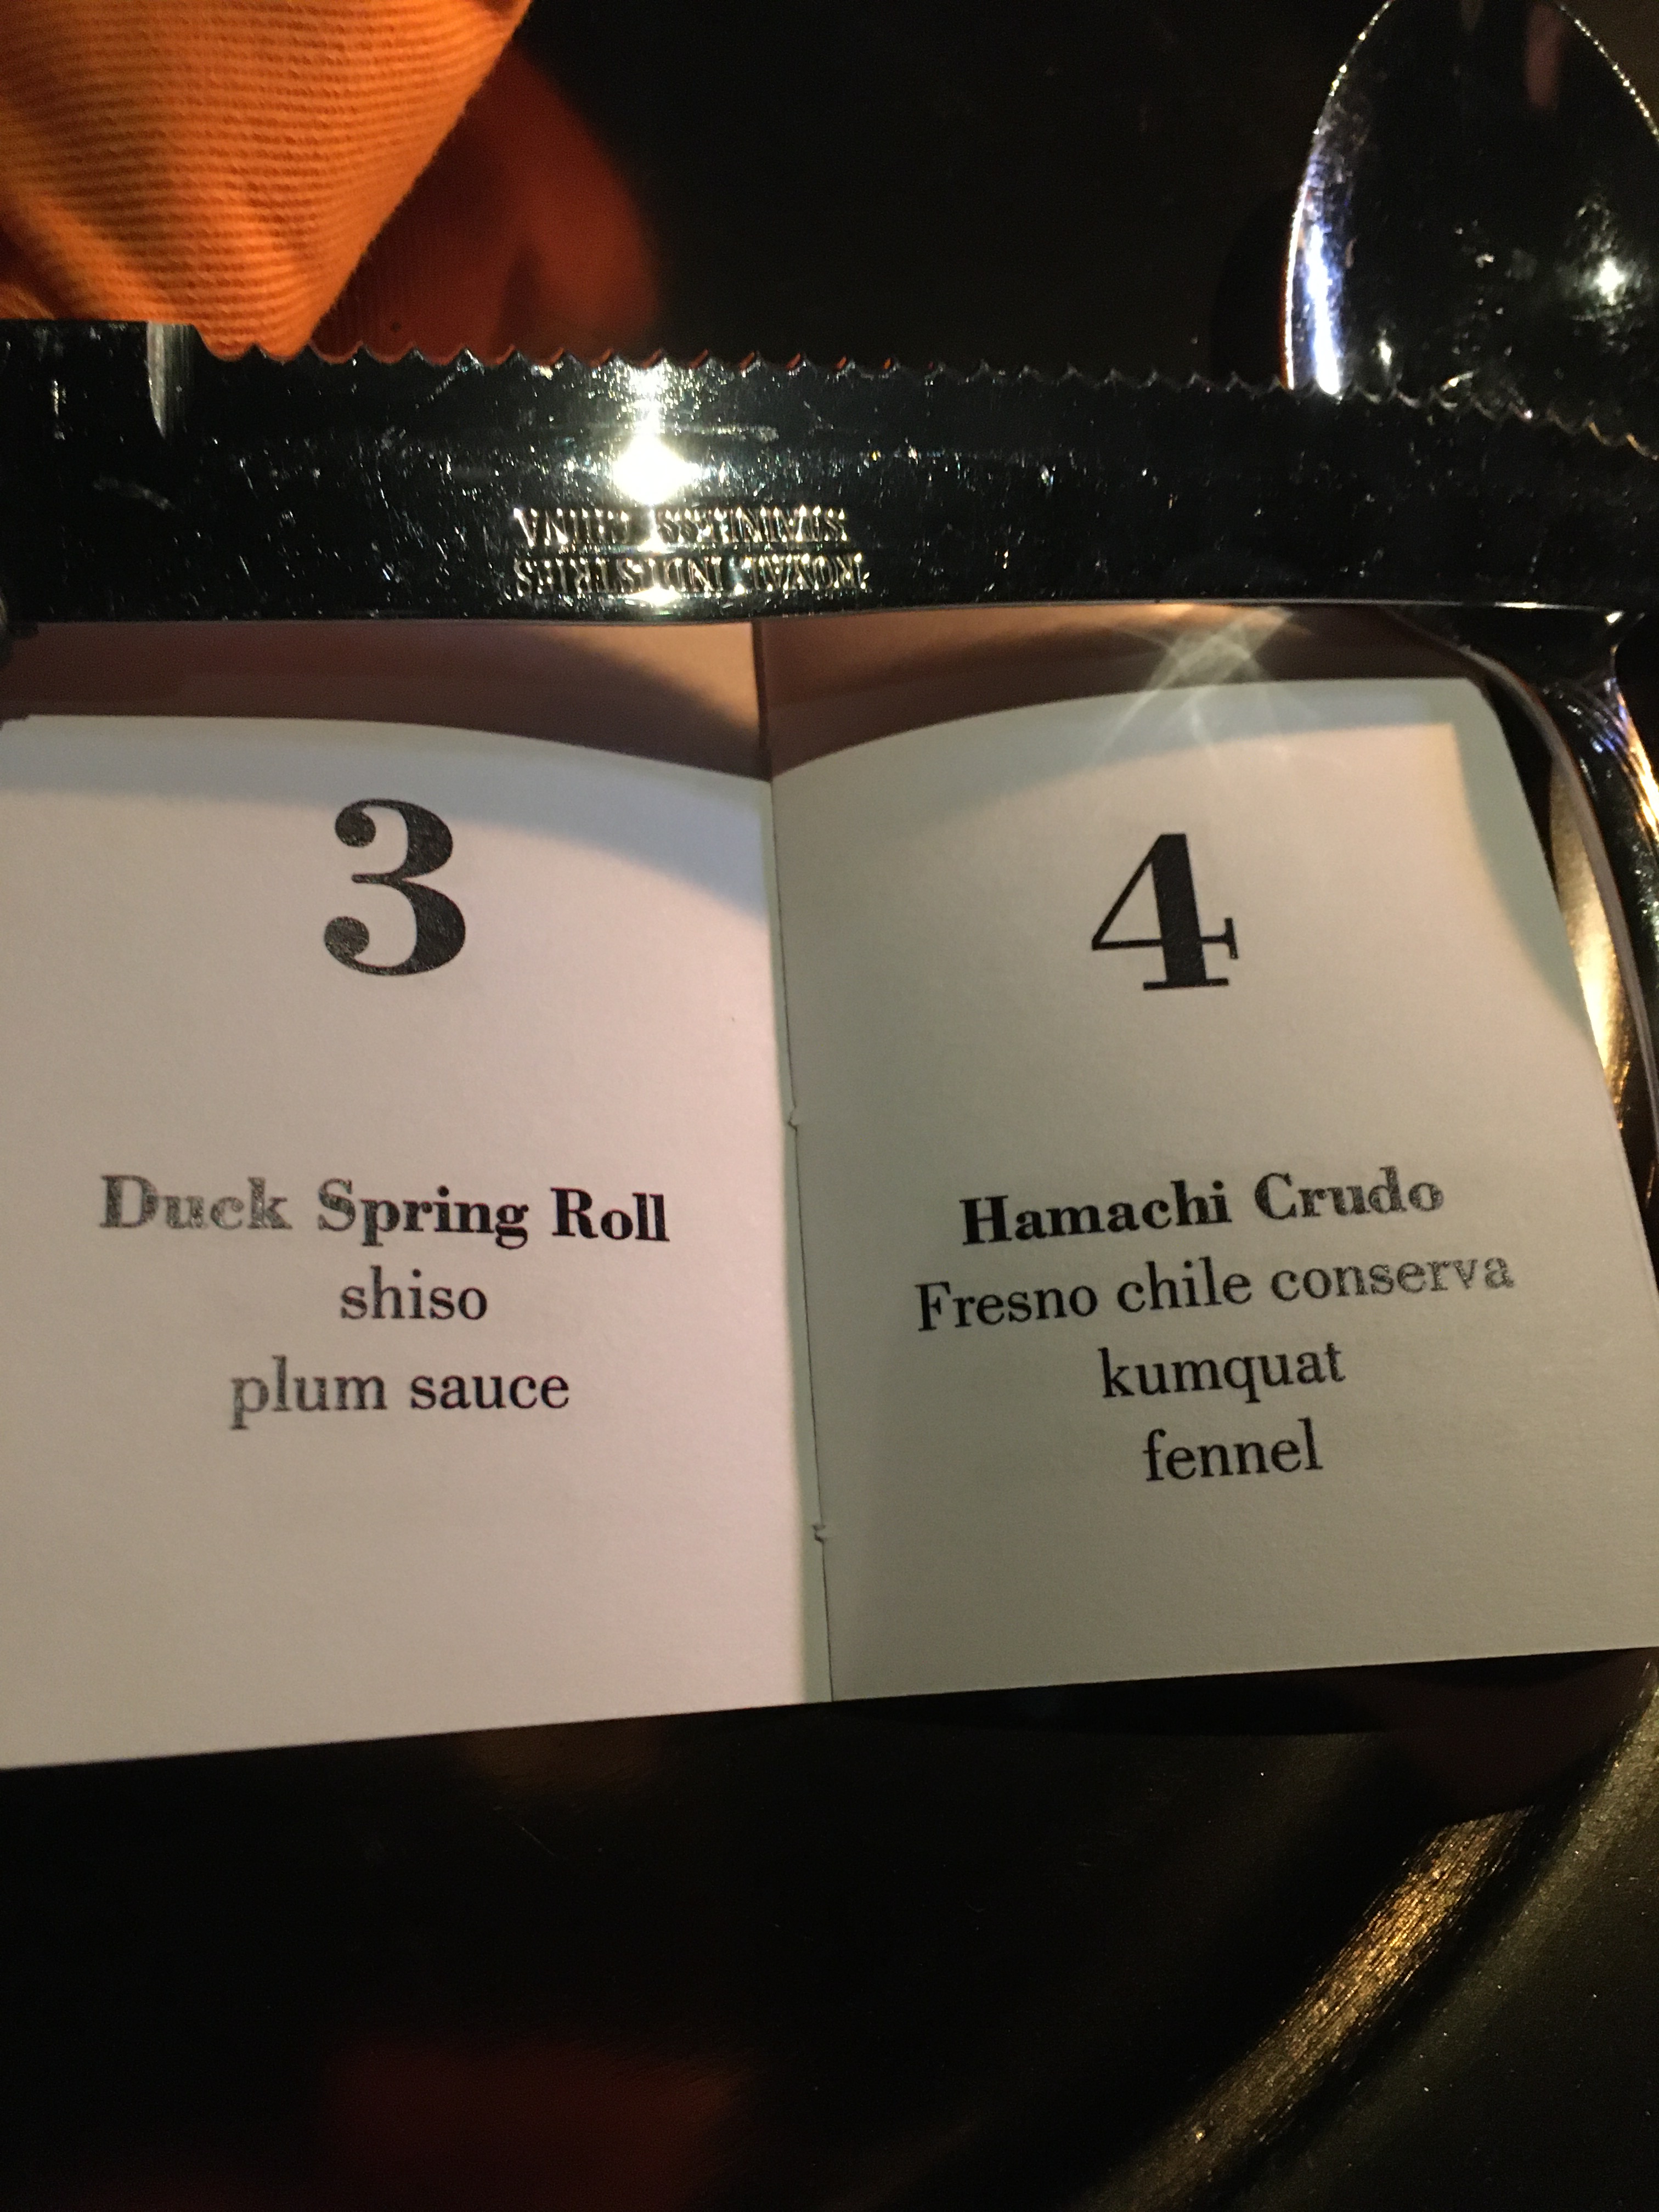 ROYAL INDUSTRIES
STAINLESS CHINA
3
Duck Spring Roll
shiso
plum sauce
4
Hamachi Crudo
Fresno chile conserva
kumquat
fennel